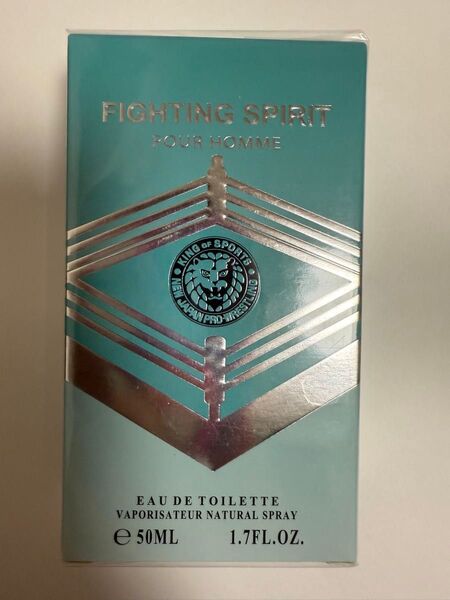 FIGHTING SPIRIT
POUR HOMME
KING OF SPORTS
NEW JAPAN PRO-WRESTLING
EAU DE TOILETTE
VAPORISATEUR NATURAL SPRAY
℮ 50ML 1.7FL.OZ.